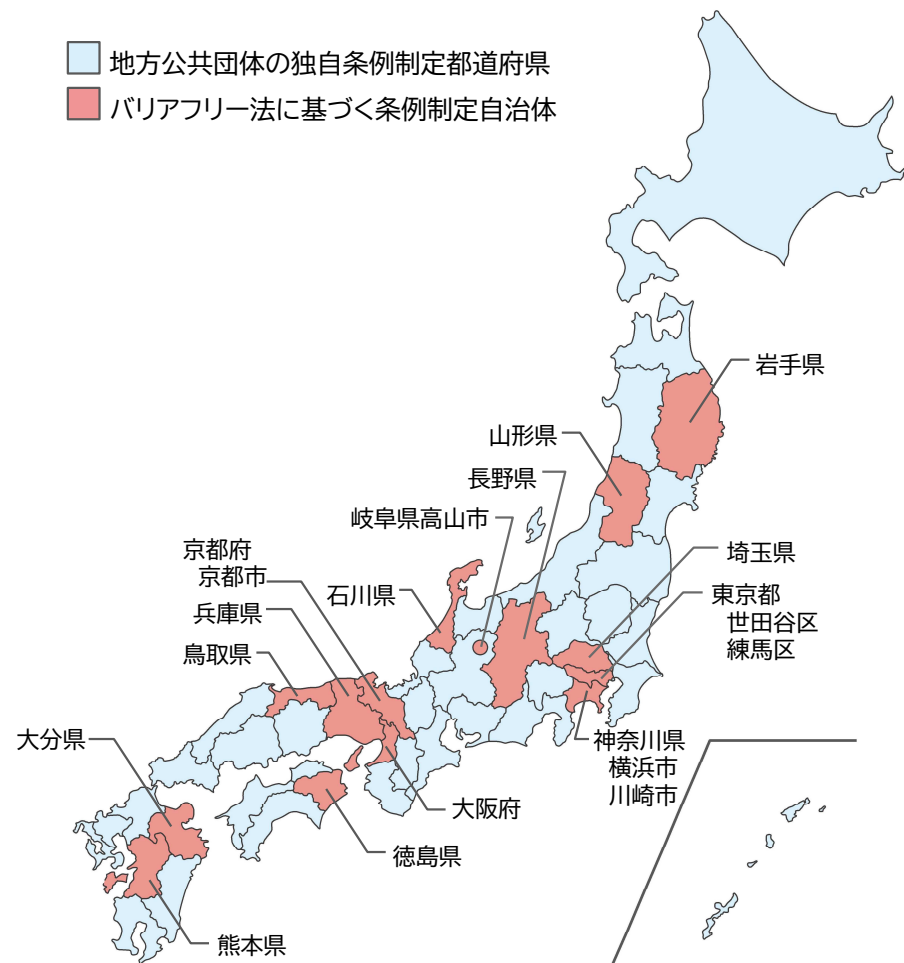 地方公共団体の独自条例制定都道府県
バリアフリー法に基づく条例制定自治体
岩手県
山形県
長野県
岐阜県高山市
京都府
京都市
埼玉県
石川県
兵庫県
東京都
世田谷区
練馬区
鳥取県
大分県
神奈川県
横浜市
川崎市
大阪府
徳島県
熊本県